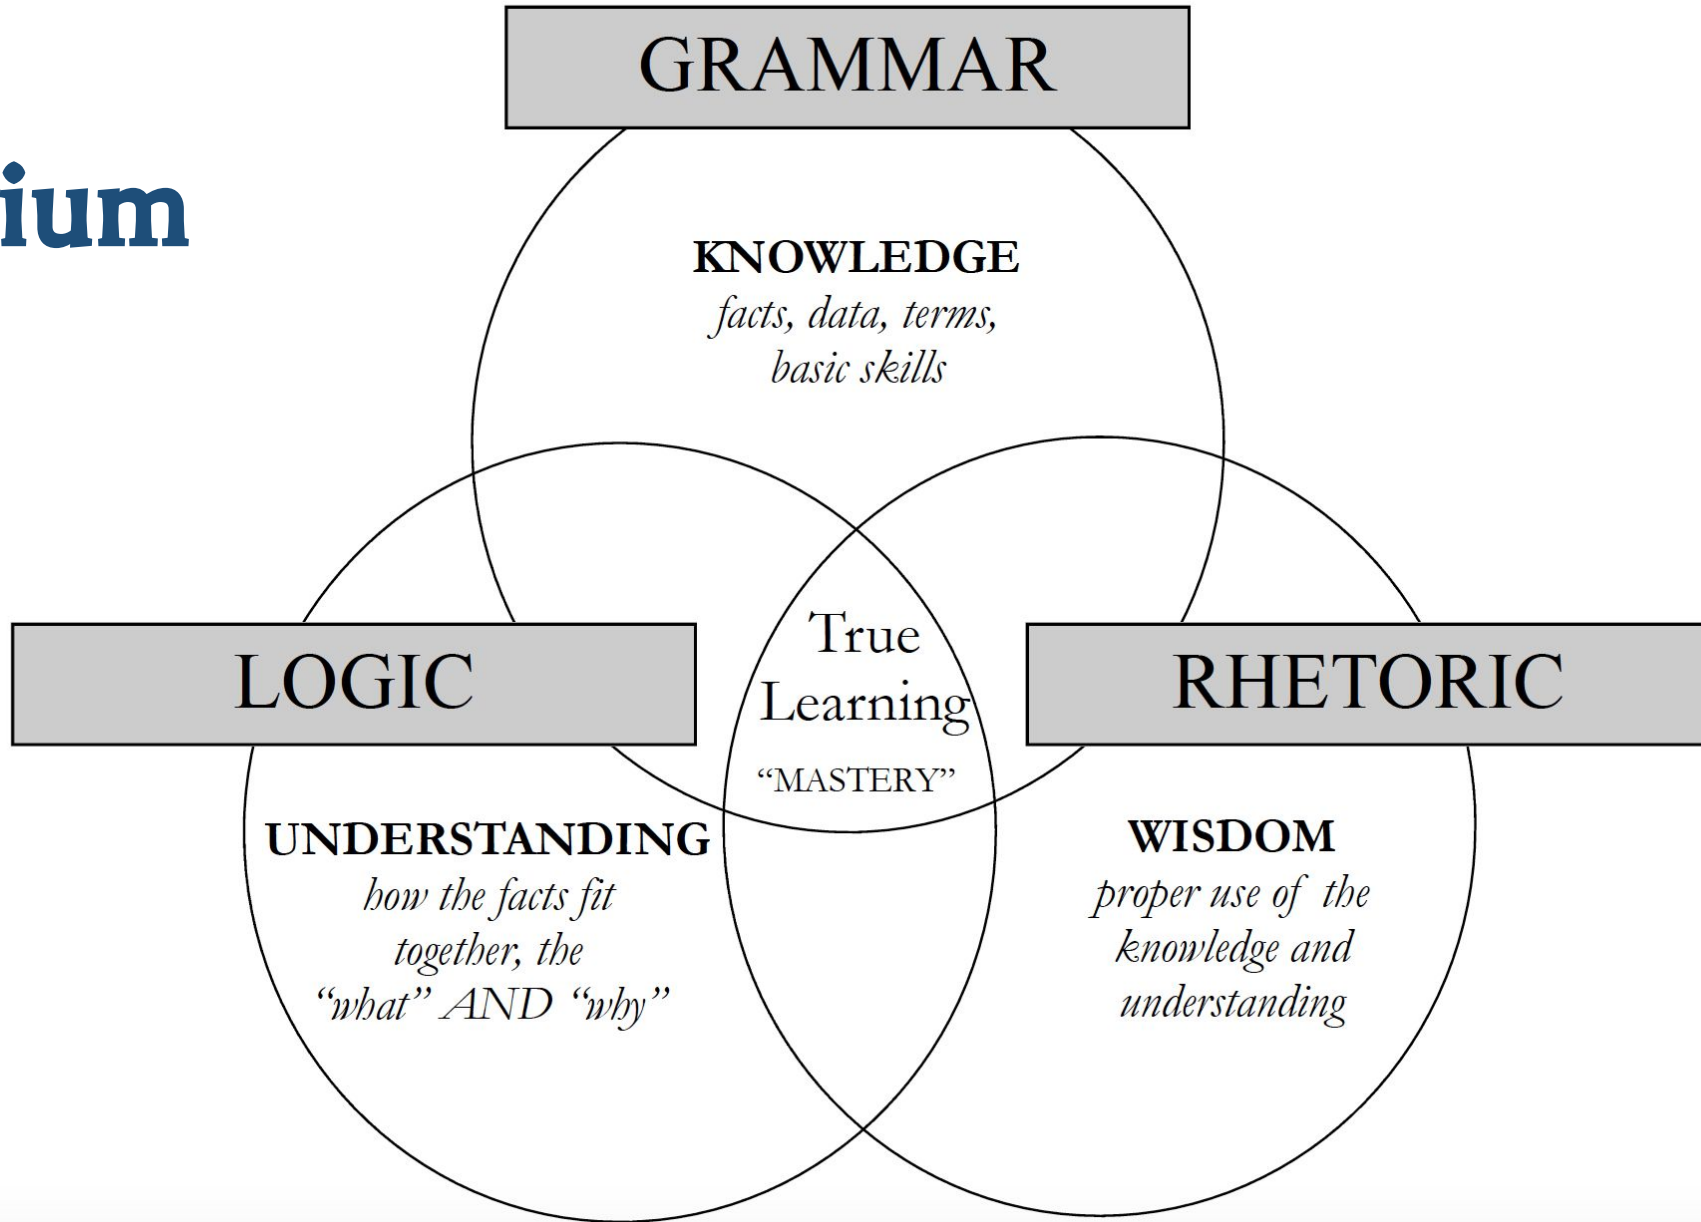 GRAMMAR
ium
KNOWLEDGE
facts, data, terms,
basic skills
LOGIC
True
Learning
“MASTERY”
RHETORIC
UNDERSTANDING
how the facts fit
together, the
“what” AND “why”
WISDOM
proper use of the
knowledge and
understanding